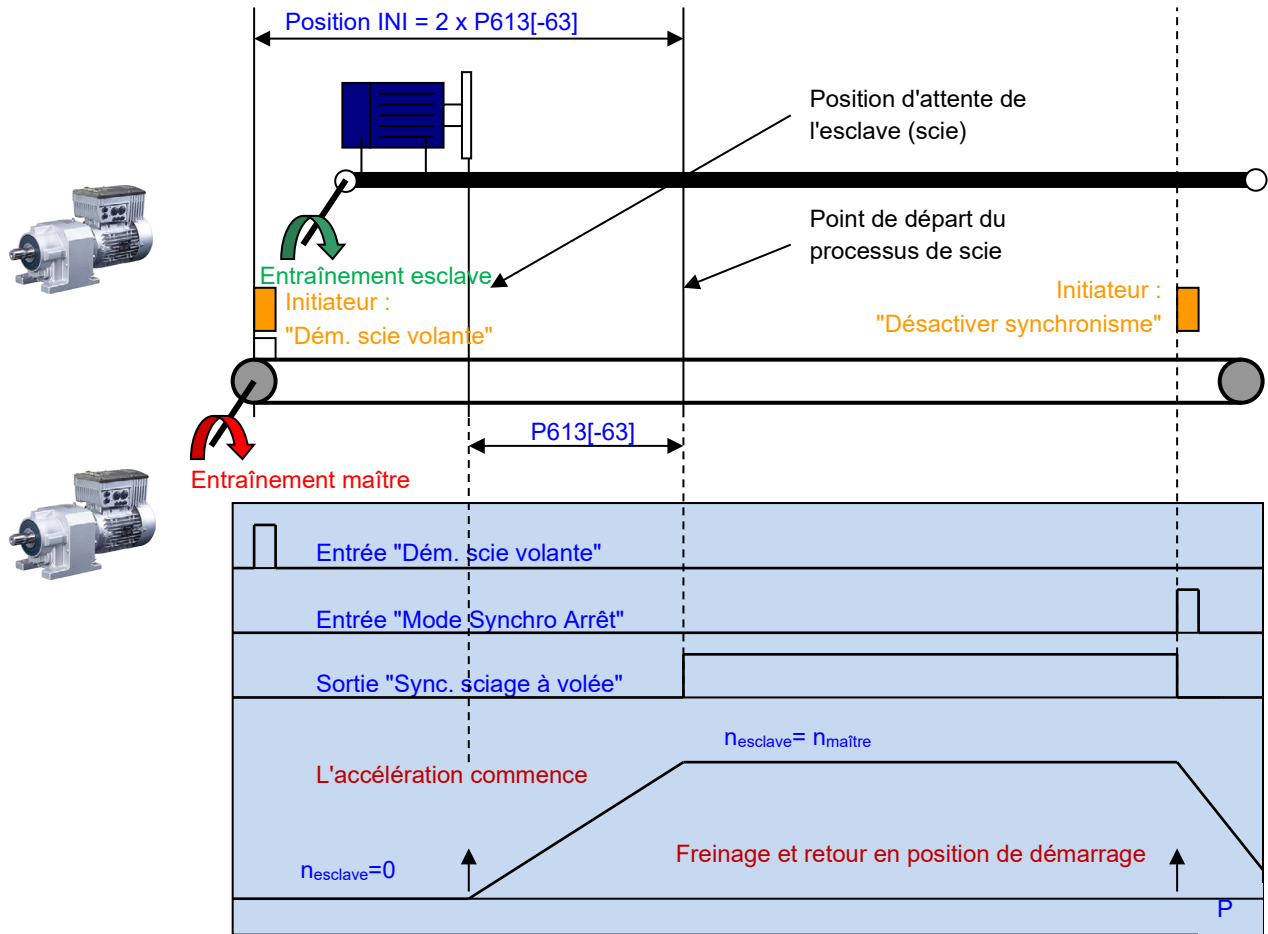 Position INI = 2 x P613[-63]
Position d'attente de
l'esclave (scie)
Point de départ du
processus de scie
Entraînement esclave
Initiateur :
"Dém. scie volante"
Initiateur :
"Désactiver synchronisme"
P613[-63]
Entraînement maître
Entrée "Dém. scie volante"
Entrée "Mode Synchro Arrêt"
Sortie "Sync. sciage à volée"
nesclave= nmaître
L'accélération commence
Freinage et retour en position de démarrage
nesclave=0
P